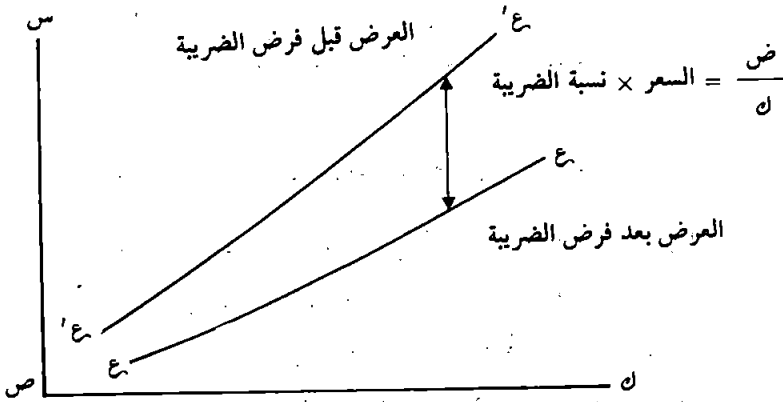 س
ع'
العرض قبل فرض الضريبة
ض
ك
= السعر × نسبة الضريبة
ع
العرض بعد فرض الضريبة
ع'
ع
ص
ك